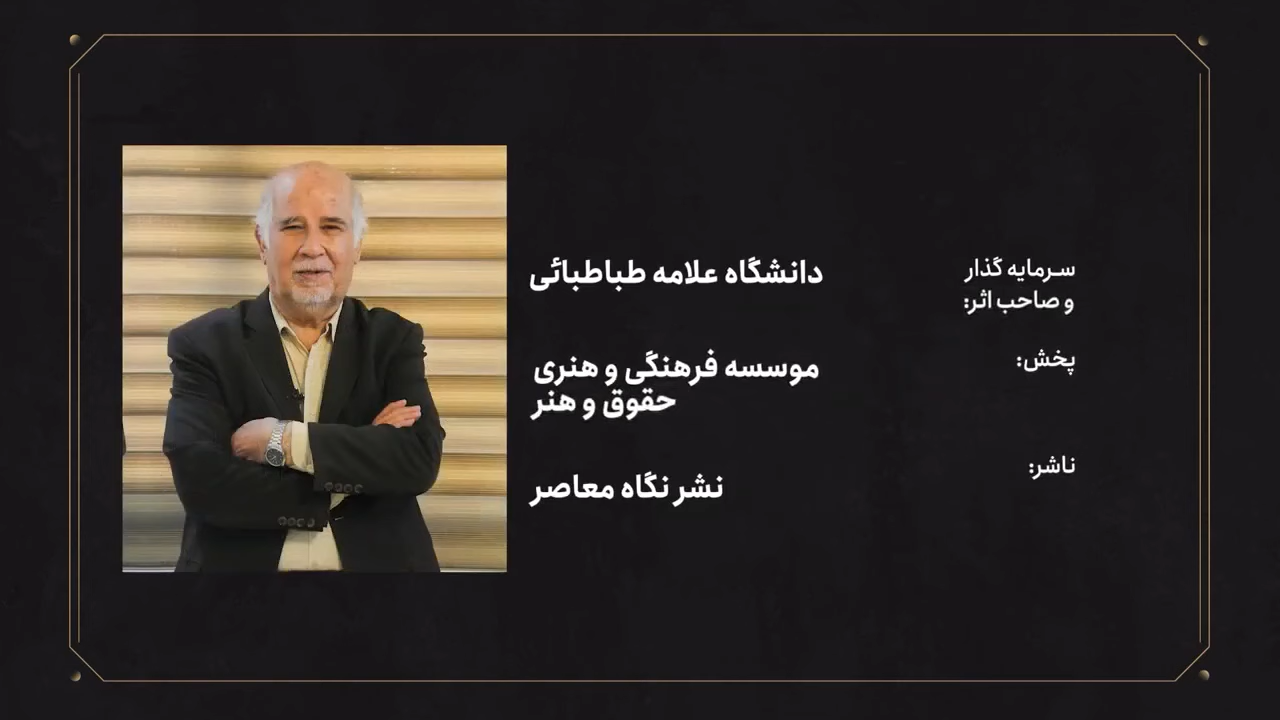 سرمایه گذار
و صاحب اثر:
دانشگاه علامه طباطبائی
پخش:
موسسه فرهنگی و هنری
حقوق و هنر
ناشر:
نشر نگاه معاصر